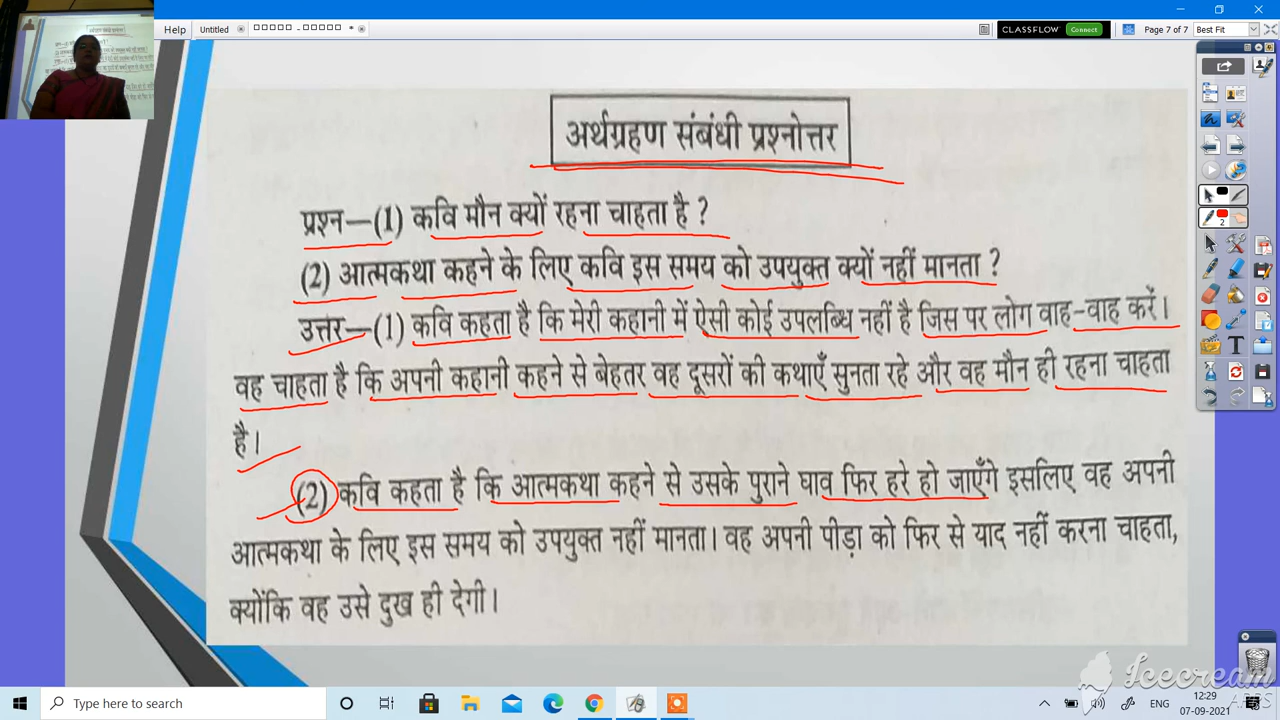 Help
Untitled
CLASSFLOW
Connect
Page 7 of 7
Best Fit
अर्थग्रहण संबंधी प्रश्नोत्तर
प्रश्न—(1) कवि मौन क्यों रहना चाहता है ?
(2) आत्मकथा कहने के लिए कवि इस समय को उपयुक्त क्यों नहीं मानता ?
उत्तर—(1) कवि कहता है कि मेरी कहानी में ऐसी कोई उपलब्धि नहीं है जिस पर लोग वाह-वाह करें।
वह चाहता है कि अपनी कहानी कहने से बेहतर वह दूसरों की कथाएँ सुनता रहे और वह मौन ही रहना चाहता
है।
(2) कवि कहता है कि आत्मकथा कहने से उसके पुराने घाव फिर हरे हो जाएँगे इसलिए वह अपनी
आत्मकथा के लिए इस समय को उपयुक्त नहीं मानता। वह अपनी पीड़ा को फिर से याद नहीं करना चाहता,
क्योंकि वह उसे दुख ही देगी।
2
T
Icecream
APPS
Type here to search
ENG
12:29
07-09-2021